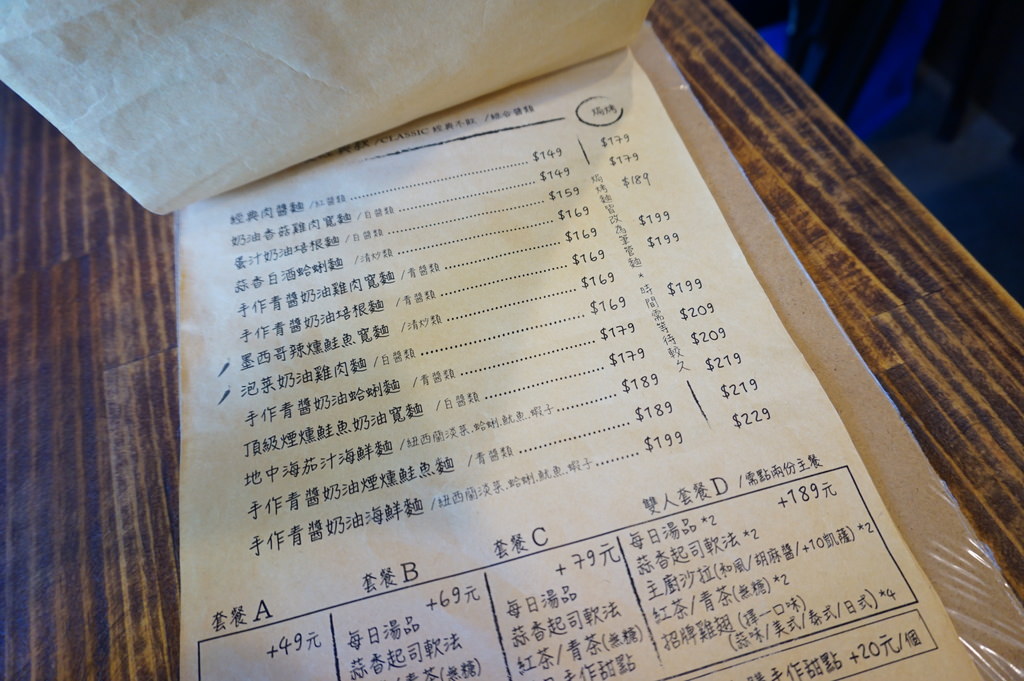 /CLASSIC 經典不敗 /綜合醬類 焗烤
經典肉醬麵 /紅醬類 $149 $179
奶油香菇雞肉寬麵 /白醬類 $149 $179
蛋汁奶油培根麵 /白醬類 $159 $189
蒜香白酒蛤蜊麵 /清炒類 $169
手作青醬奶油雞肉寬麵 /青醬類 $169 $199
手作青醬奶油培根麵 /青醬類 $169 $199
墨西哥辣燻鮭魚寬麵 /清炒類 $169
泡菜奶油雞肉麵 /白醬類 $169 $199
手作青醬奶油蛤蜊麵 /青醬類 $179 $209
頂級煙燻鮭魚奶油寬麵 /白醬類 $179 $209
地中海茄汁海鮮麵 /紐西蘭淡菜.蛤蜊.魷魚.蝦子 $189 $219
手作青醬奶油煙燻鮭魚麵 /青醬類 $189 $219
手作青醬奶油海鮮麵 /紐西蘭淡菜.蛤蜊.魷魚.蝦子 $199 $229
焗烤麵皆改為筆管麵*時間需等待較久
套餐A
+49元
套餐B
+69元
每日湯品
蒜香起司軟法
青茶(無糖)
套餐C
+79元
每日湯品
蒜香起司軟法
紅茶/青茶(無糖)
手作甜點
雙人套餐D /需點兩份主餐
+189元
每日湯品*2
蒜香起司軟法*2
主廚沙拉(和風/胡麻醬/+10凱薩)*2
紅茶/青茶(無糖)*2
招牌雞翅(擇一口味)
(蒜味/美式/泰式/日式)*4
手作甜點 +20元/個